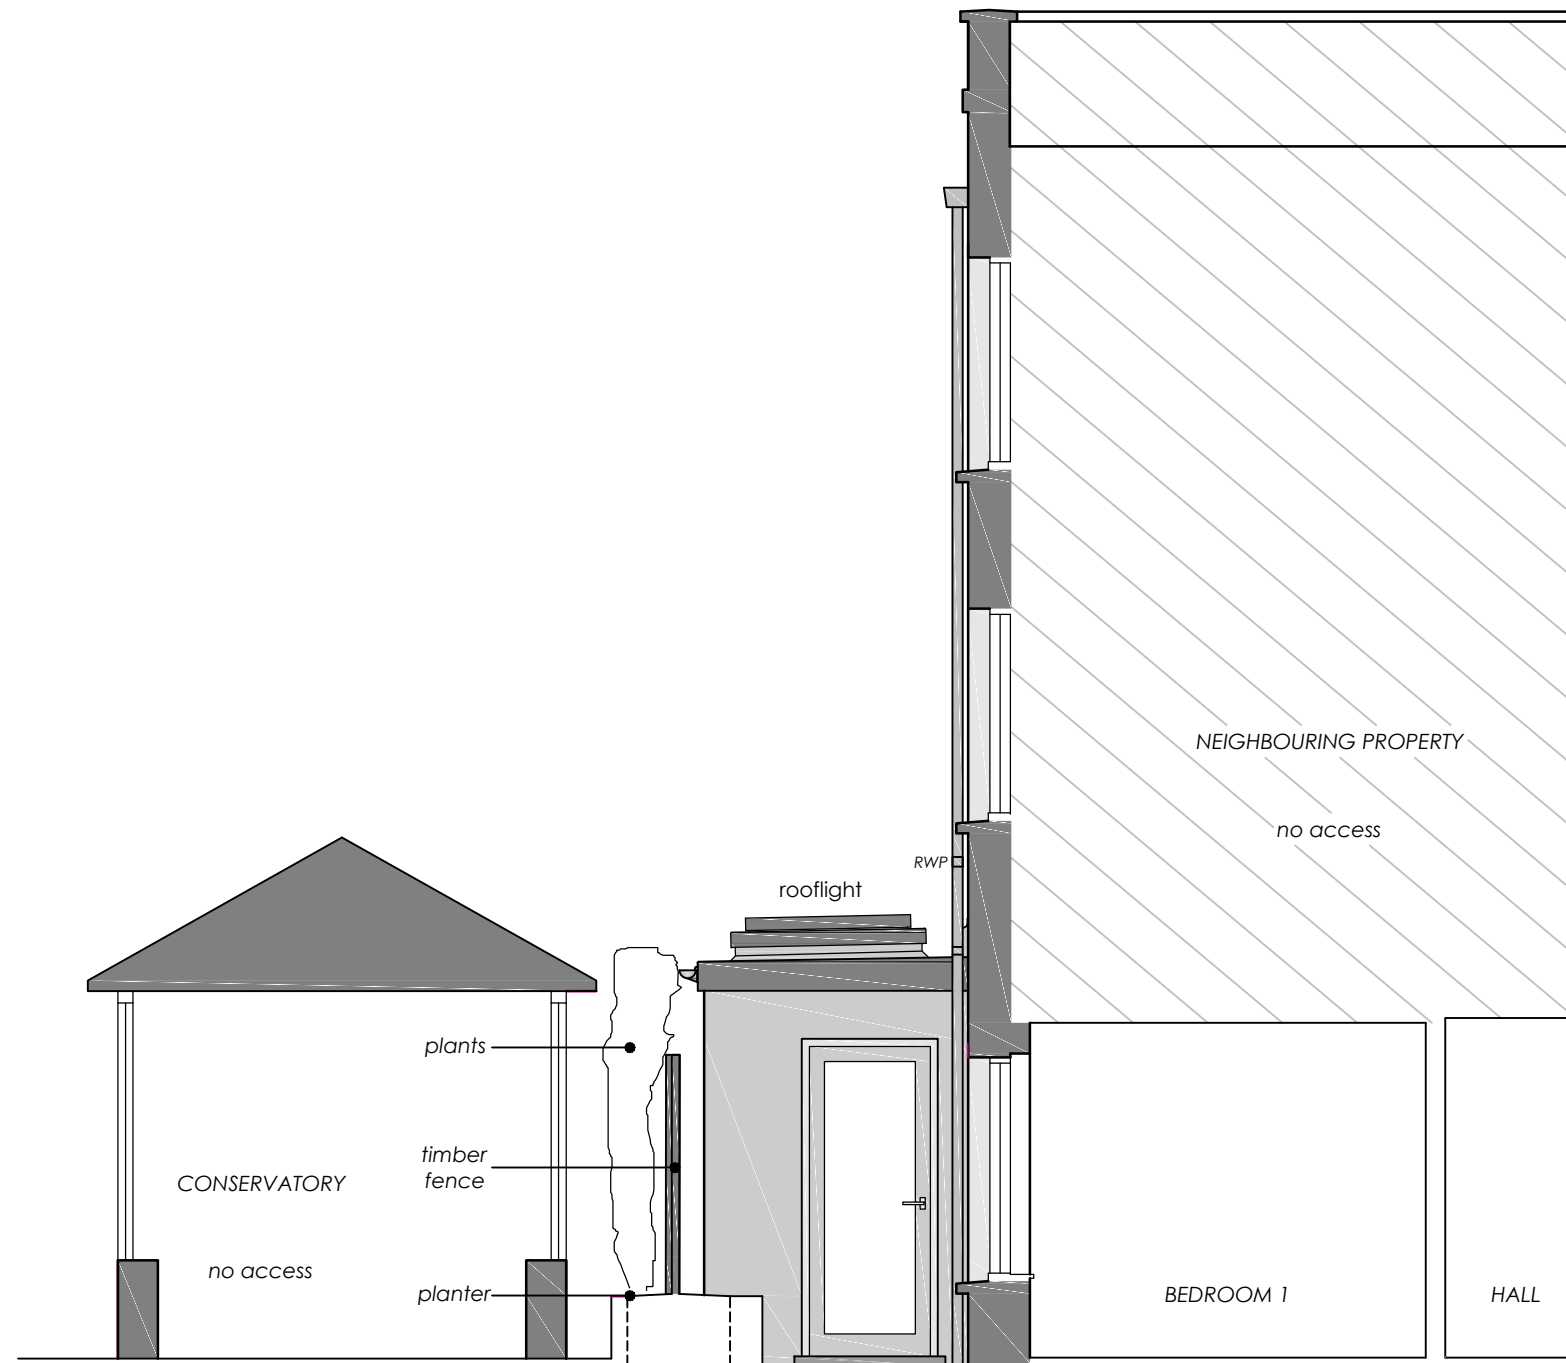 NEIGHBOURING PROPERTY
no access
RWP
rooflight
plants
timber
fence
CONSERVATORY
no access
planter
BEDROOM 1
HALL